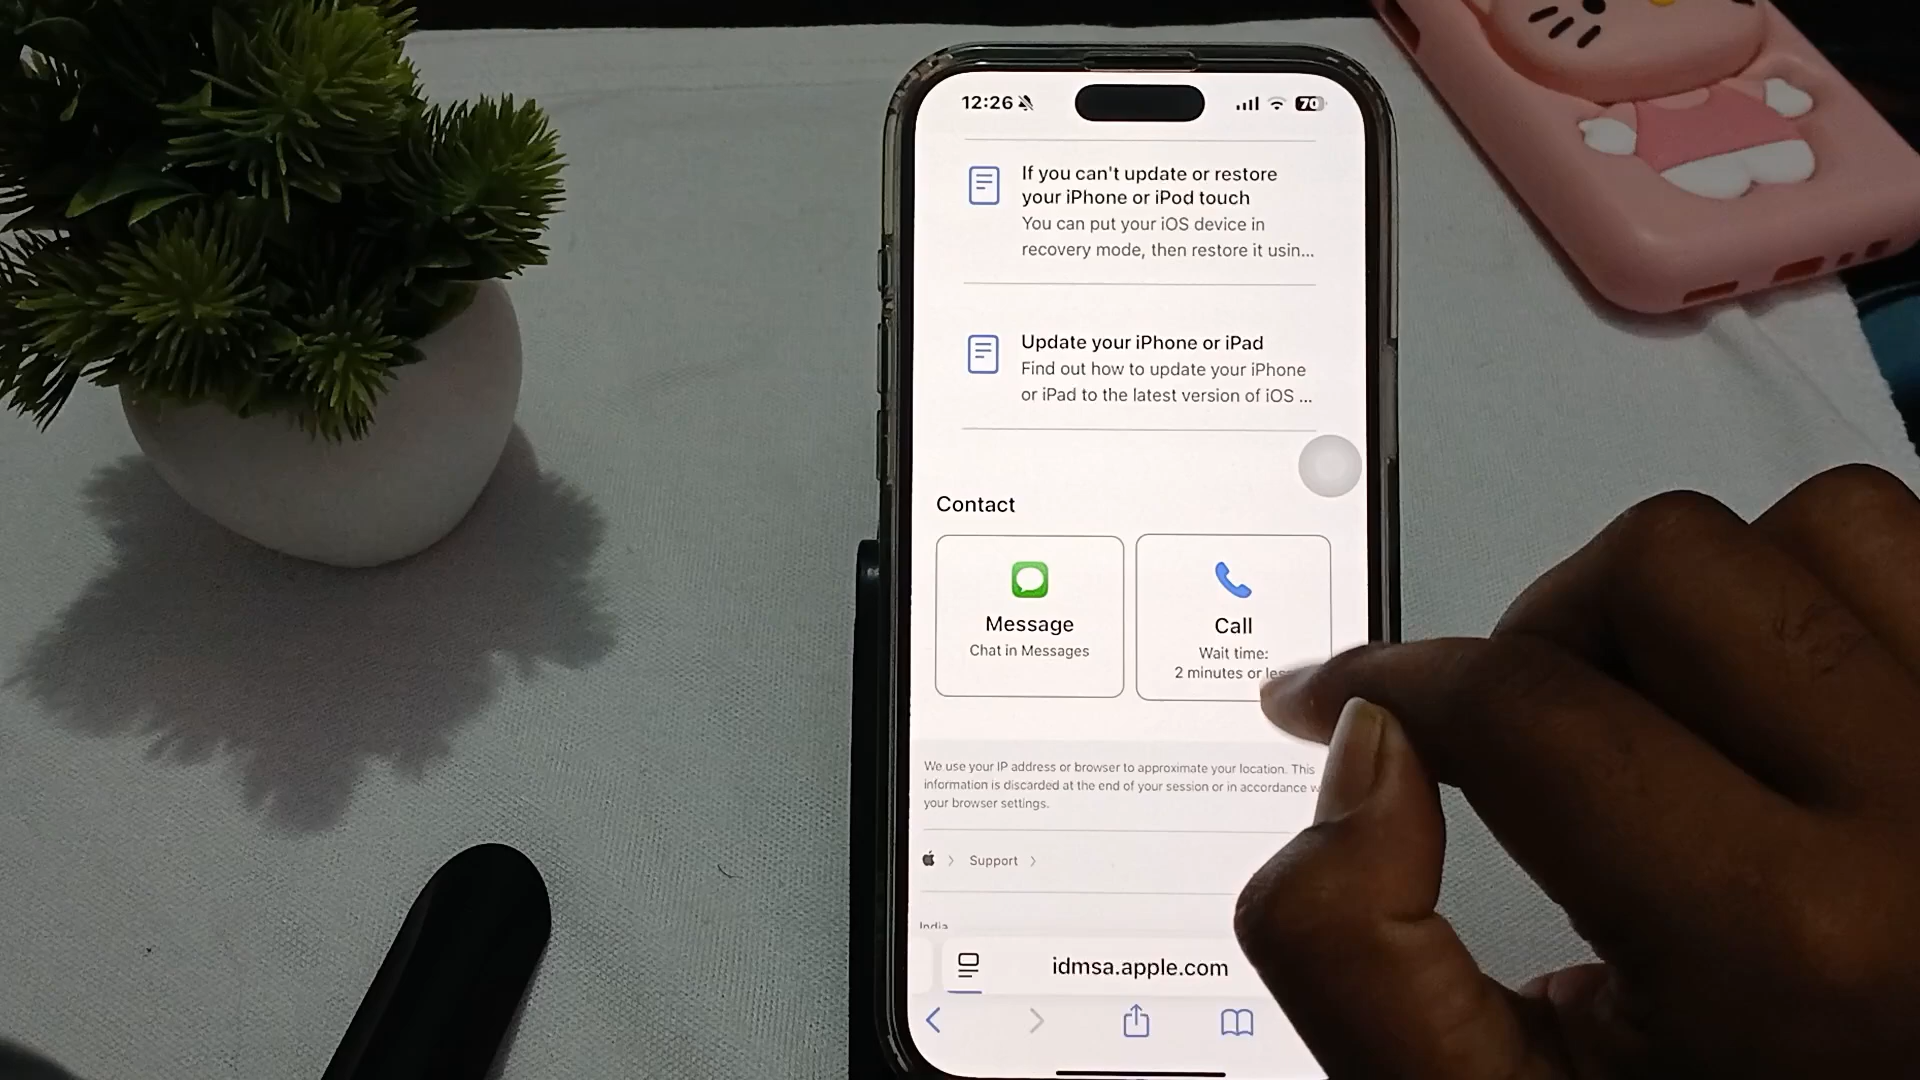 12:26
70
If you can't update or restore
your iPhone or iPod touch
You can put your iOS device in
recovery mode, then restore it usin...
Update your iPhone or iPad
Find out how to update your iPhone
or iPad to the latest version of iOS ...
Contact
Message
Chat in Messages
Call
Wait time:
2 minutes or
We use your IP address or browser to approximate your location. This
information is discarded at the end of your session or in accordance
your browser settings.
Support
India
idmsa.apple.com